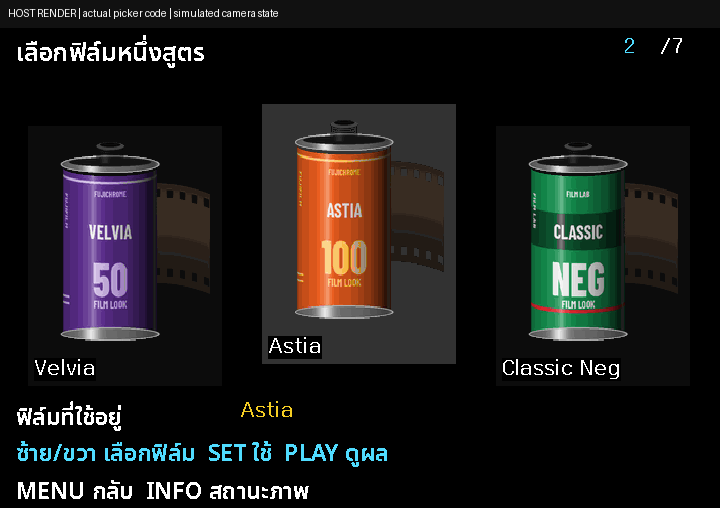 HOST RENDER | actual picker code | simulated camera state
เลือกฟิล์มหนึ่งสูตร 2 /7
FUJICHROME
FUJIFILM
VELVIA
50
FILM LOOK
Velvia
FUJICHROME
FUJIFILM
ASTIA
100
FILM LOOK
Astia
FILM LAB
FILM LAB
CLASSIC
NEG
FILM LOOK
Classic Neg
ฟิล์มที่ใช้อยู่ Astia
ซ้าย/ขวา เลือกฟิล์ม SET ใช้ PLAY ดูผล
MENU กลับ INFO สถานะภาพ